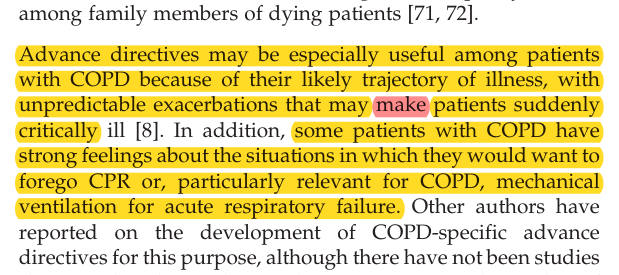 among family members of dying patients [71, 72].
Advance directives may be especially useful among patients
with COPD because of their likely trajectory of illness, with
unpredictable exacerbations that may make patients suddenly
critically ill [8]. In addition, some patients with COPD have
strong feelings about the situations in which they would want to
forego CPR or, particularly relevant for COPD, mechanical
ventilation for acute respiratory failure. Other authors have
reported on the development of COPD-specific advance
directives for this purpose, although there have not been studies